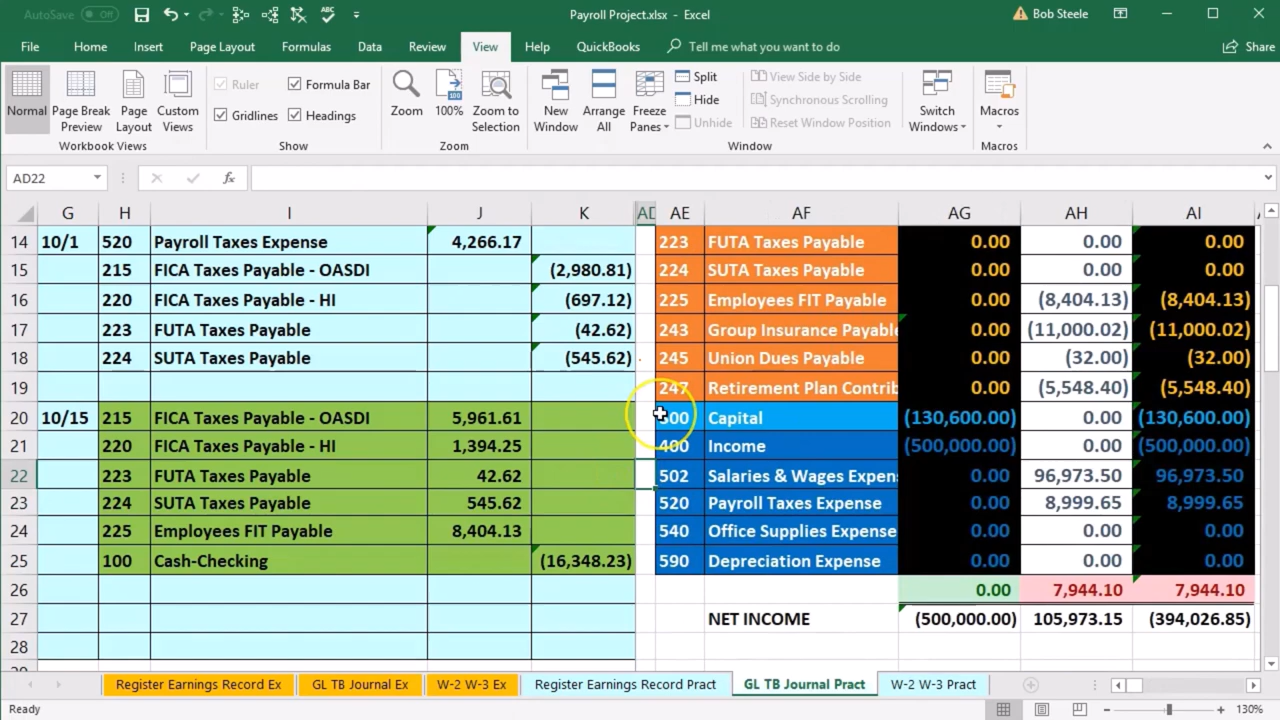 AutoSave Off Payroll Project.xlsx - Excel Bob Steele
File Home Insert Page Layout Formulas Data Review View Help QuickBooks Tell me what you want to do Share
Normal Page Break Preview Page Layout Custom Views
Workbook Views
Ruler Formula Bar
Gridlines Headings
Show
Zoom 100% Zoom to Selection
Zoom
New Window Arrange All Freeze Panes
Split
Hide
Unhide
View Side by Side
Synchronous Scrolling
Reset Window Position
Switch Windows
Window
Macros
Macros
AD22 fx
G H I J K AD AE AF AG AH AI
14 10/1 520 Payroll Taxes Expense 4,266.17 223 FUTA Taxes Payable 0.00 0.00 0.00
15 215 FICA Taxes Payable - OASDI (2,980.81) 224 SUTA Taxes Payable 0.00 0.00 0.00
16 220 FICA Taxes Payable - HI (697.12) 225 Employees FIT Payable 0.00 (8,404.13) (8,404.13)
17 223 FUTA Taxes Payable (42.62) 243 Group Insurance Payabl 0.00 (11,000.02) (11,000.02)
18 224 SUTA Taxes Payable (545.62) 245 Union Dues Payable 0.00 (32.00) (32.00)
19 247 Retirement Plan Contrib 0.00 (5,548.40) (5,548.40)
20 10/15 215 FICA Taxes Payable - OASDI 5,961.61 300 Capital (130,600.00) 0.00 (130,600.00)
21 220 FICA Taxes Payable - HI 1,394.25 400 Income (500,000.00) 0.00 (500,000.00)
22 223 FUTA Taxes Payable 42.62 502 Salaries & Wages Expen 0.00 96,973.50 96,973.50
23 224 SUTA Taxes Payable 545.62 520 Payroll Taxes Expense 0.00 8,999.65 8,999.65
24 225 Employees FIT Payable 8,404.13 540 Office Supplies Expense 0.00 0.00 0.00
25 100 Cash-Checking (16,348.23) 590 Depreciation Expense 0.00 0.00 0.00
26 0.00 7,944.10 7,944.10
27 NET INCOME (500,000.00) 105,973.15 (394,026.85)
28
Register Earnings Record Ex GL TB Journal Ex W-2 W-3 Ex Register Earnings Record Pract GL TB Journal Pract W-2 W-3 Pract
Ready 130%